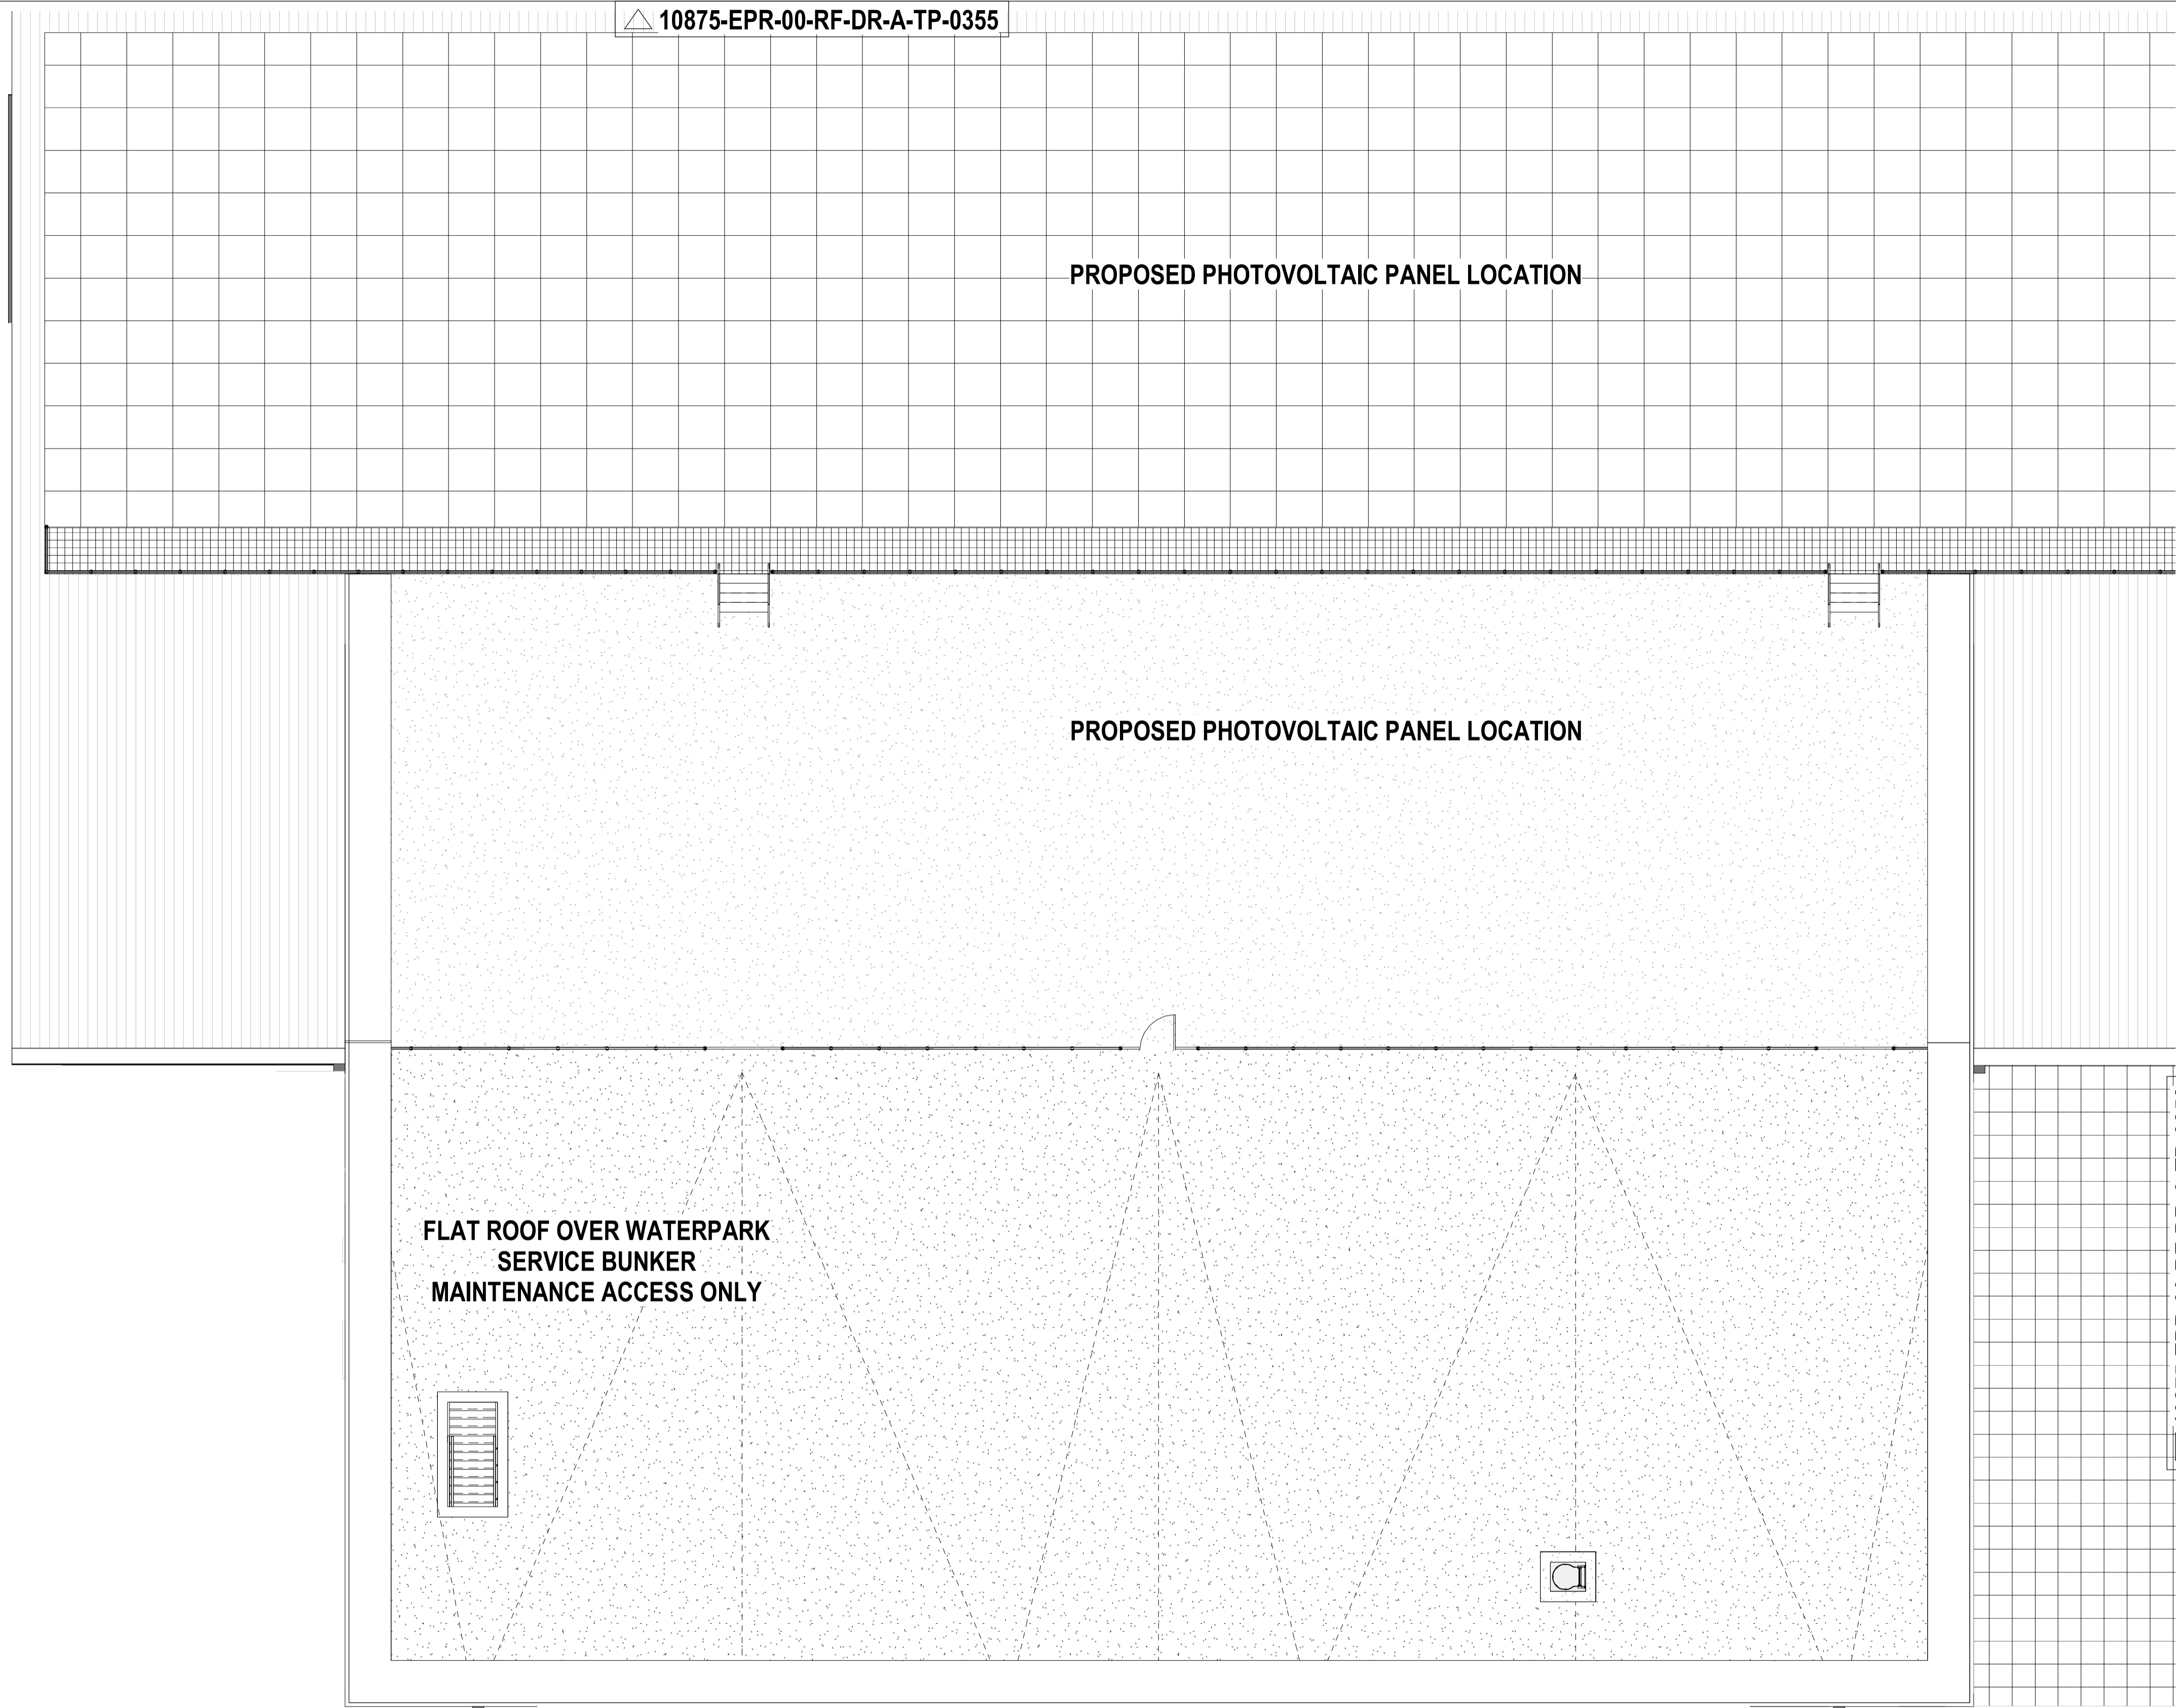 10875-EPR-00-RF-DR-A-TP-0355
PROPOSED PHOTOVOLTAIC PANEL LOCATION
PROPOSED PHOTOVOLTAIC PANEL LOCATION
FLAT ROOF OVER WATERPARK
SERVICE BUNKER
MAINTENANCE ACCESS ONLY